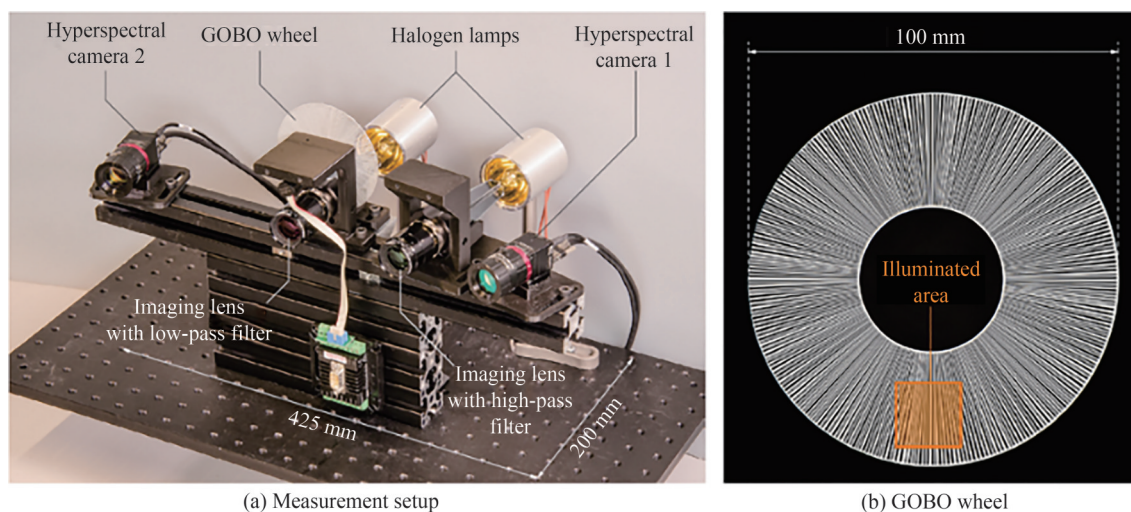 Hyperspectral
camera 2
GOBO wheel
Halogen lamps
Hyperspectral
camera 1
Imaging lens
with low-pass filter
Imaging lens
with high-pass
filter
425 mm
200 mm
(a) Measurement setup
100 mm
Illuminated
area
(b) GOBO wheel